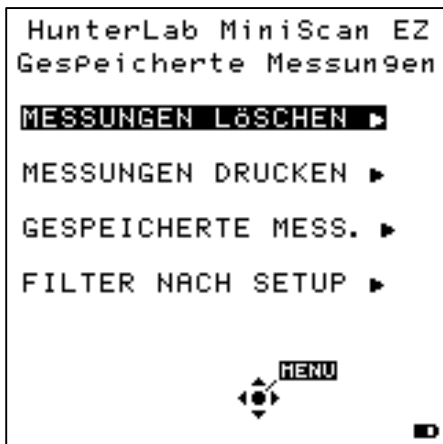 HunterLab MiniScan EZ
Gespeicherte Messungen
MESSUNGEN LöSCHEN ▶
MESSUNGEN DRUCKEN ▶
GESPEICHERTE MESS. ▶
FILTER NACH SETUP ▶
MENU